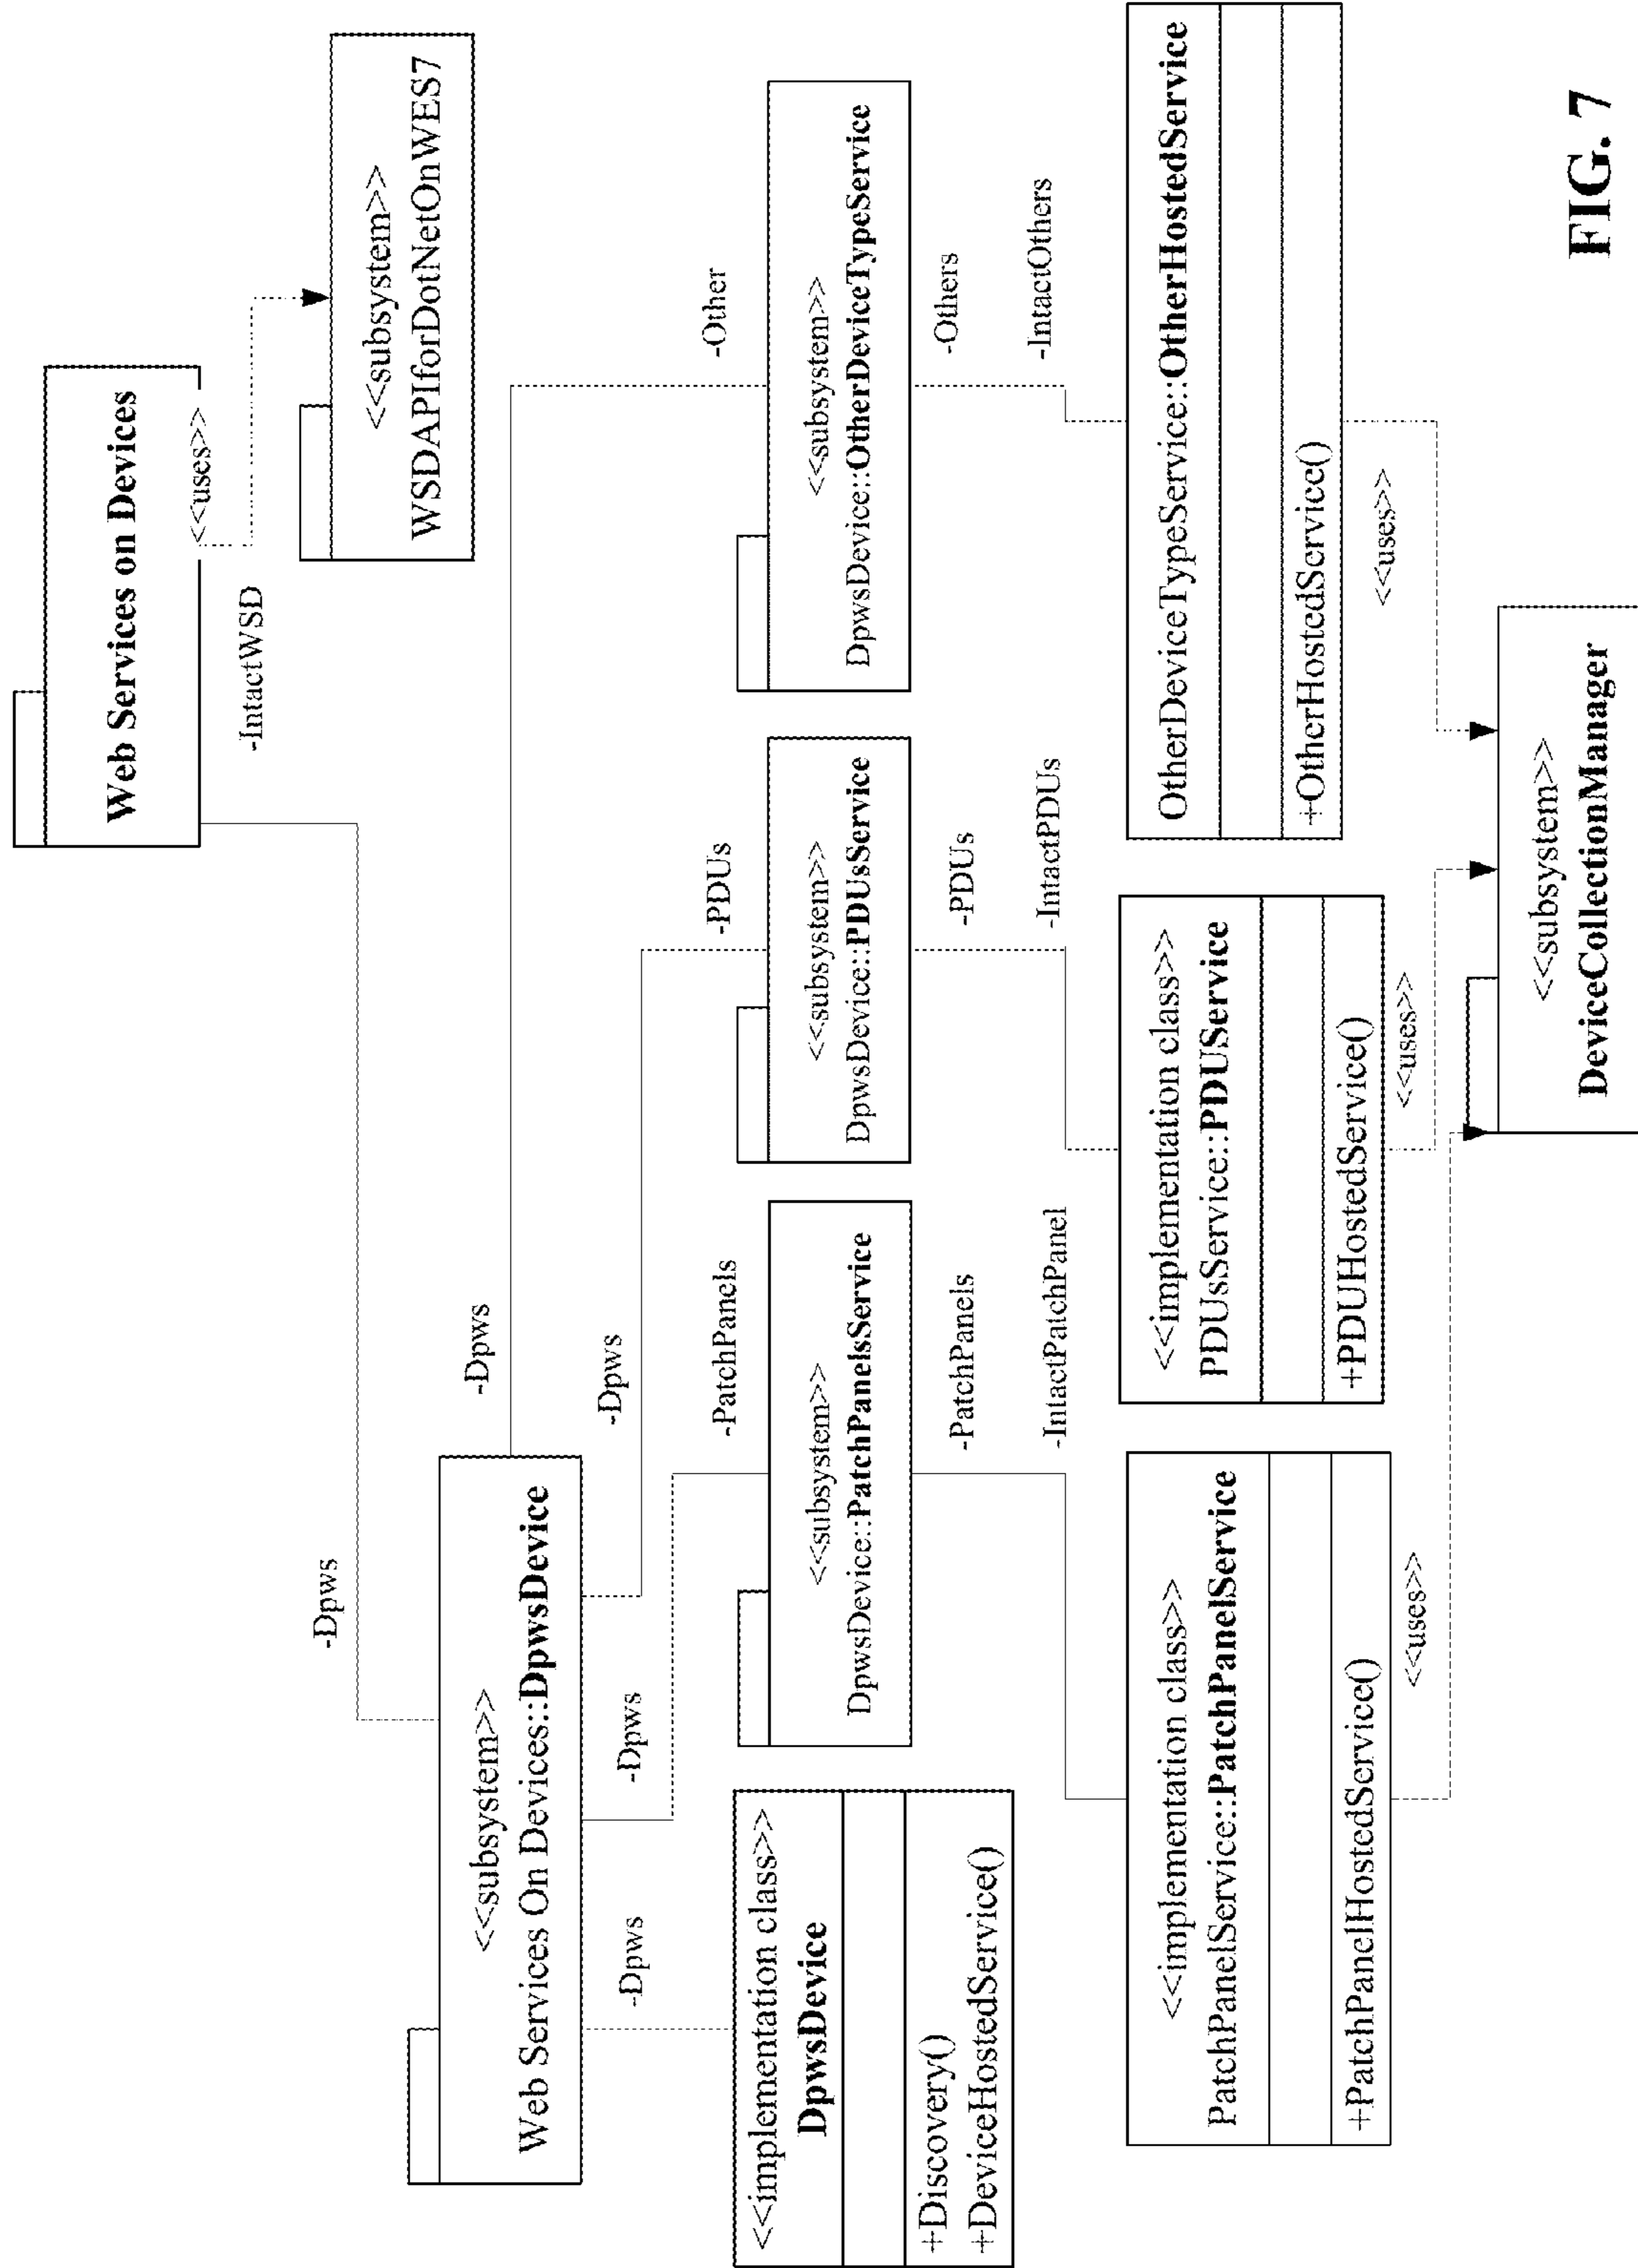 Web Services on Devices
<<uses>>
-IntactWSD
<<subsystem>>
WSDAPIforDotNetOnWES7
-Dpws
<<subsystem>>
Web Services On Devices::DpwsDevice
-Dpws
-Dpws
-Dpws
-Dpws
-PatchPanels
-PDUs
-Other
<<implementation class>>
DpwsDevice
+Discovery()
+DeviceHostedService()
<<subsystem>>
DpwsDevice::PatchPanelsService
<<subsystem>>
DpwsDevice::PDUsService
<<subsystem>>
DpwsDevice::OtherDeviceTypeService
-PatchPanels
-PDUs
-Others
-IntactPatchPanel
-IntactPDUs
-IntactOthers
<<implementation class>>
PatchPanelService::PatchPanelService
+PatchPanelHostedService()
<<implementation class>>
PDUsService::PDUService
+PDUHostedService()
OtherDeviceTypeService::OtherHostedService
+OtherHostedService()
<<uses>>
<<uses>>
<<uses>>
<<subsystem>>
DeviceCollectionManager
FIG. 7